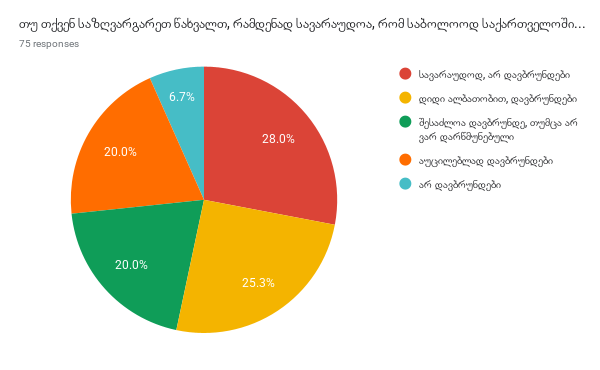 თუ თქვენ საზღვარგარეთ წახვალთ, რამდენად სავარაუდოა, რომ საბოლოოდ საქართველოში...
75 responses
6.7%
28.0%
20.0%
20.0%
25.3%
სავარაუდოდ, არ დავბრუნდები
დიდი ალბათობით, დავბრუნდები
შესაძლოა დავბრუნდე, თუმცა არ
ვარ დარწმუნებული
აუცილებლად დავბრუნდები
არ დავბრუნდები